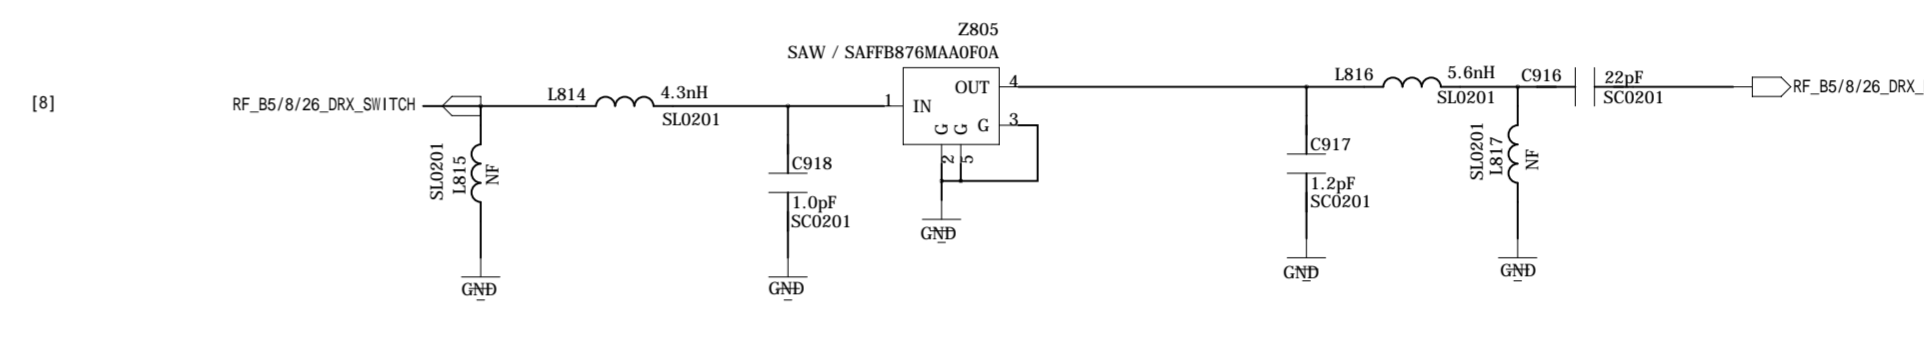 Z805
SAW / SAFFB876MAA0F0A
[8]
RF_B5/8/26_DRX_SWITCH
L814
4.3nH
SL0201
1
IN
OUT
4
G
G
G
3
2
5
L816
5.6nH
SL0201
C916
22pF
SC0201
RF_B5/8/26_DRX_
SL0201
L815
NF
C918
1.0pF
SC0201
C917
1.2pF
SC0201
SL0201
L817
NF
GND
GND
GND
GND
GND